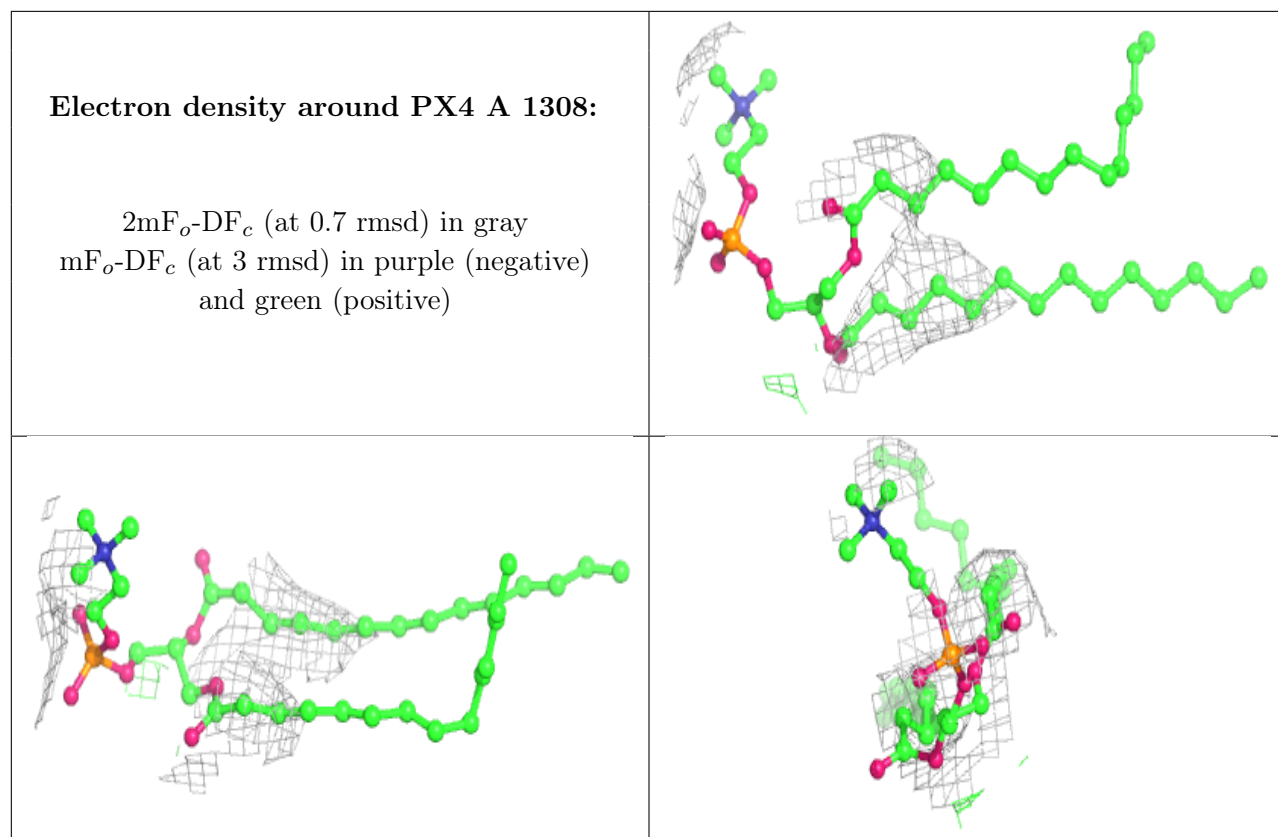 Electron density around PX4 A 1308:
2mFo-DFc (at 0.7 rmsd) in gray
mFo-DFc (at 3 rmsd) in purple (negative)
and green (positive)